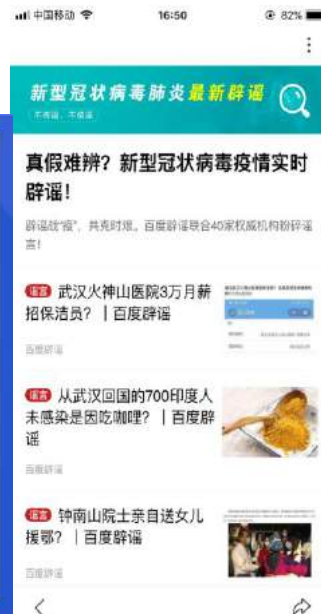 中国移动
16:50
82%
新型冠状病毒肺炎最新辟谣
不传谣,不信谣
真假难辨?新型冠状病毒疫情实时
辟谣!
辟谣战“疫”,共克时艰。百度辟谣联合40家权威机构粉碎谣
言!
谣言 武汉火神山医院3万月薪
招保洁员?|百度辟谣
百度辟谣
谣言 从武汉回国的700印度人
未感染是因吃咖喱?|百度辟
谣
百度辟谣
谣言 钟南山院士亲自送女儿
援鄂?|百度辟谣
百度辟谣